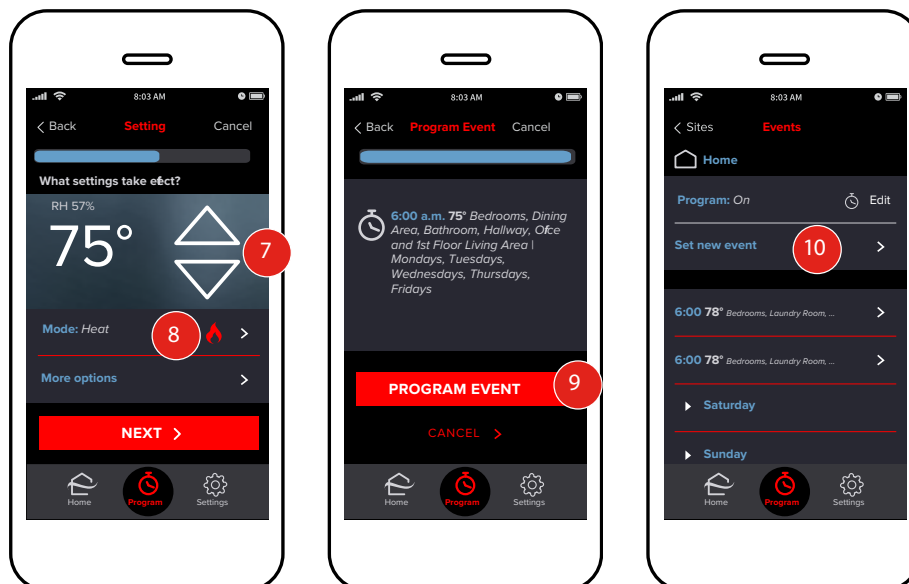 8:03 AM
Back Setting Cancel
What settings take efect?
RH 57%
75°
7
Mode: Heat
8
More options
NEXT
Home Program Settings
8:03 AM
Back Program Event Cancel
6:00 a.m. 75° Bedrooms, Dining
Area, Bathroom, Hallway, Ofce
and 1st Floor Living Area |
Mondays, Tuesdays,
Wednesdays, Thursdays,
Fridays
PROGRAM EVENT
9
CANCEL
Home Program Settings
8:03 AM
Sites Events
Home
Program: On Edit
Set new event
10
6:00 78° Bedrooms, Laundry Room, ...
6:00 78° Bedrooms, Laundry Room, ...
Saturday
Sunday
Home Program Settings